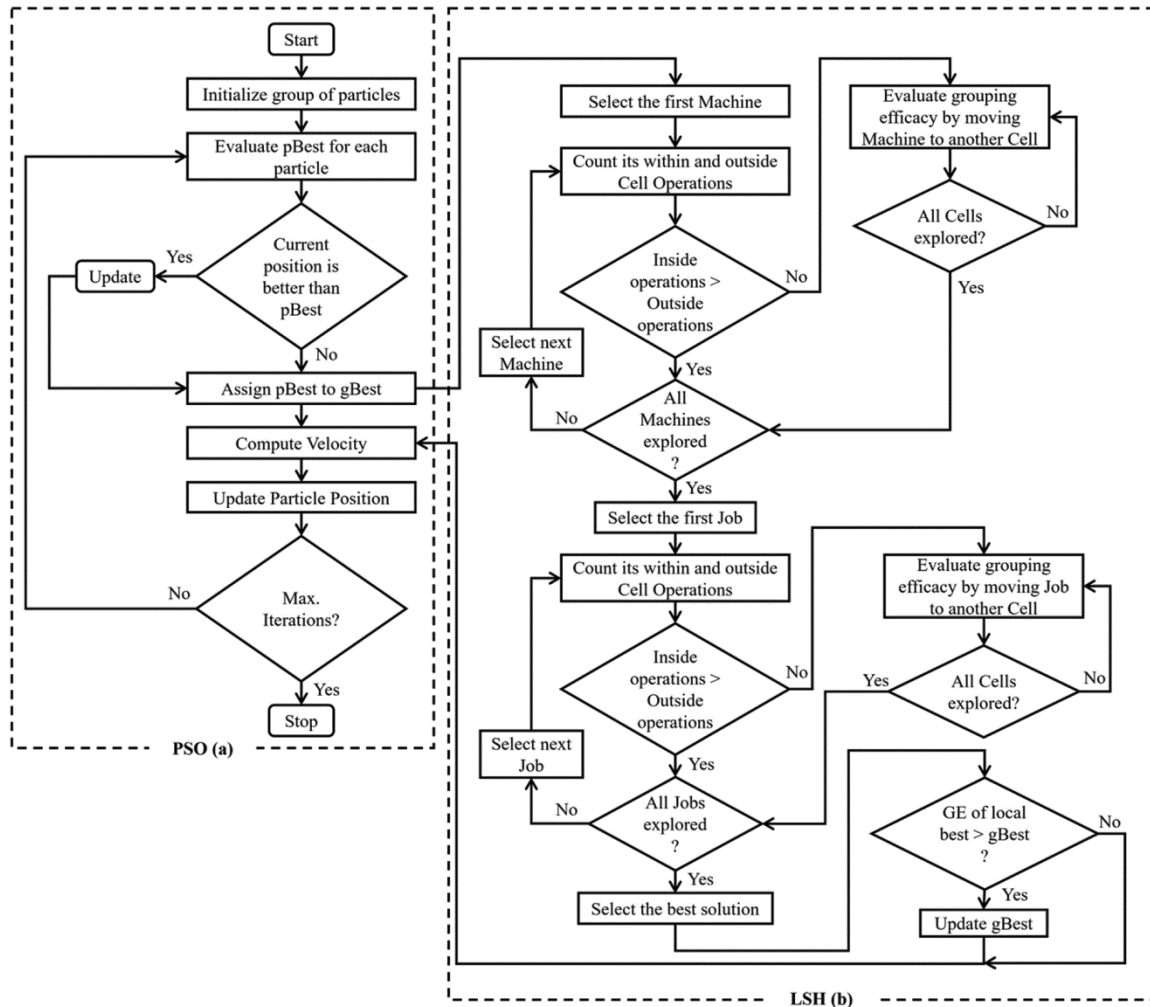 Start
Initialize group of particles
Evaluate pBest for each
particle
Current
position is
better than
pBest
Yes
Update
No
Assign pBest to gBest
Compute Velocity
Update Particle Position
Max.
Iterations?
No
Yes
Stop
PSO (a)
Select the first Machine
Count its within and outside
Cell Operations
Inside
operations >
Outside
operations
No
Yes
Evaluate grouping
efficacy by moving
Machine to another Cell
All Cells
explored?
No
Yes
Select next
Machine
All
Machines
explored
?
No
Yes
Select the first Job
Count its within and outside
Cell Operations
Inside
operations >
Outside
operations
No
Yes
Evaluate grouping
efficacy by moving Job
to another Cell
All Cells
explored?
No
Yes
Select next
Job
All Jobs
explored
?
No
Yes
Select the best solution
GE of local
best > gBest
?
No
Yes
Update gBest
LSH (b)